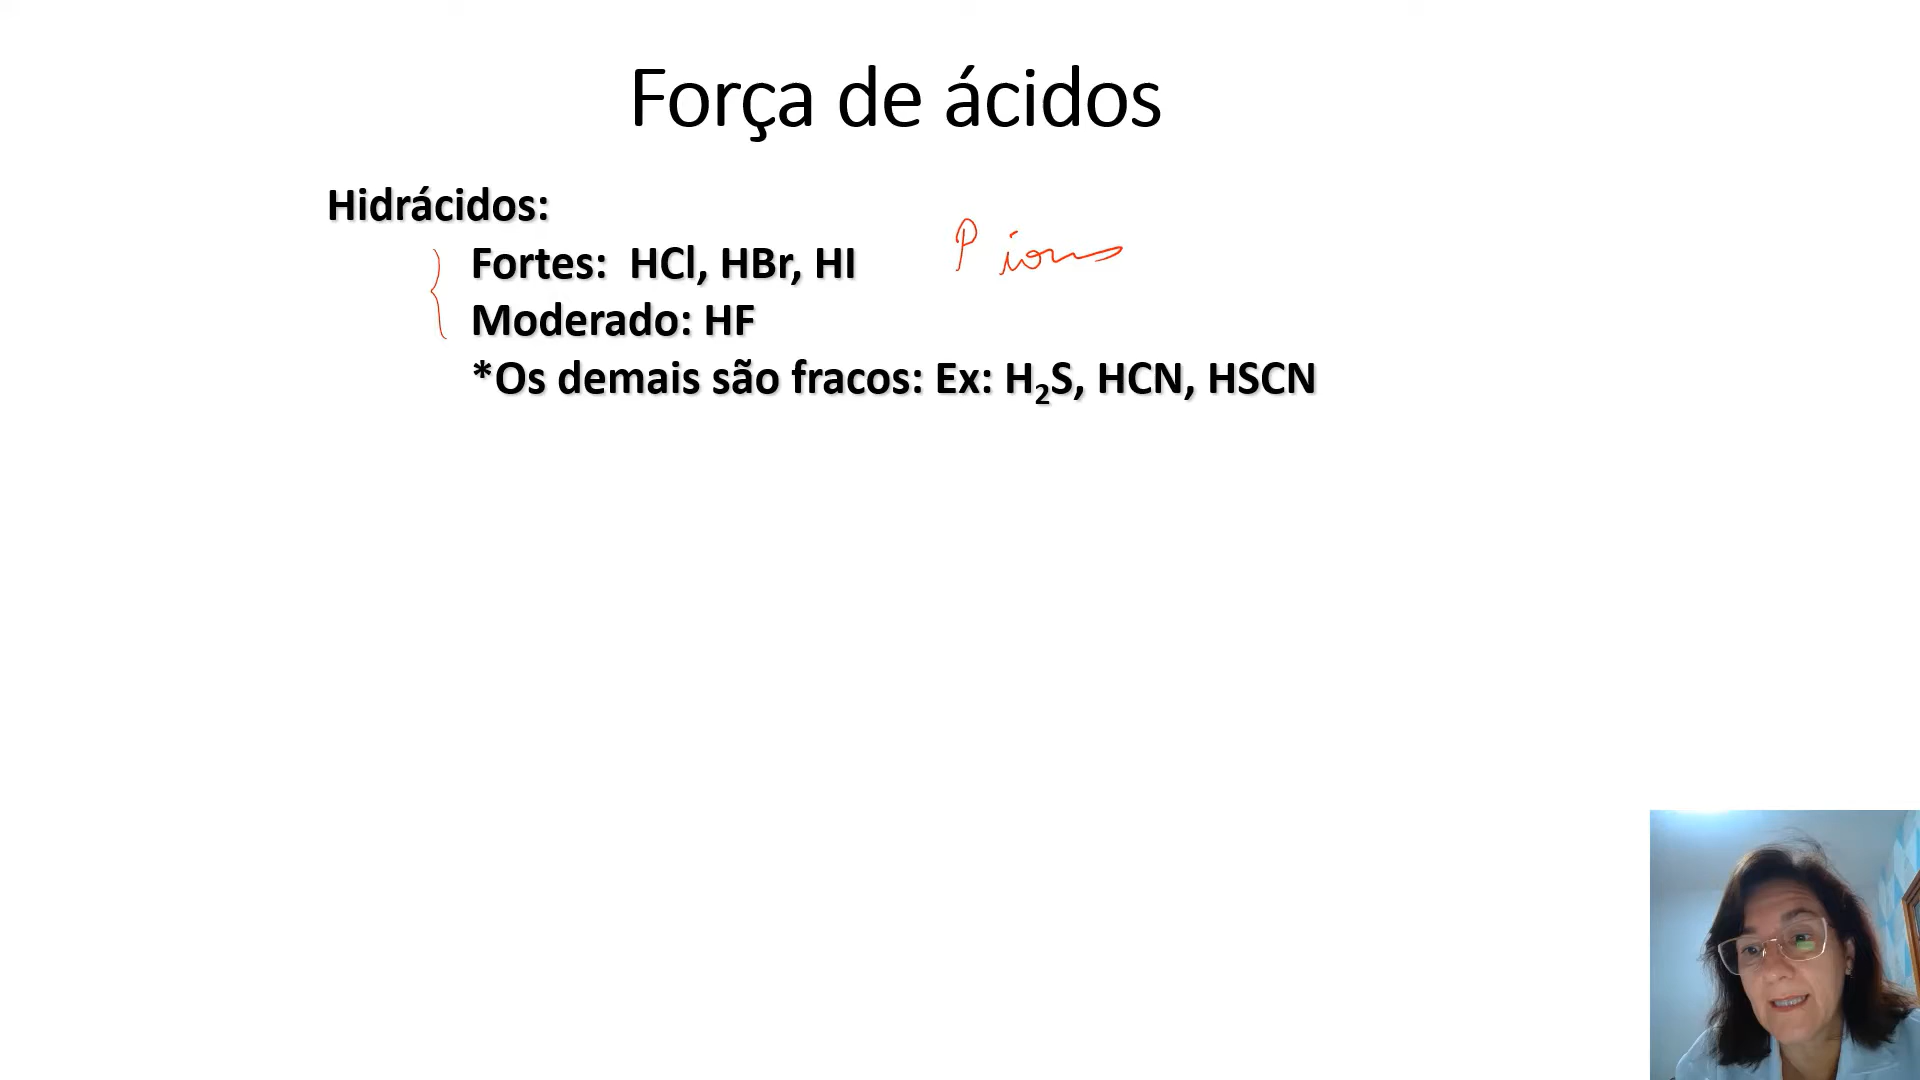 Força de ácidos
Hidrácidos:
Fortes: HCl, HBr, HI
P íons
Moderado: HF
*Os demais são fracos: Ex: H₂S, HCN, HSCN